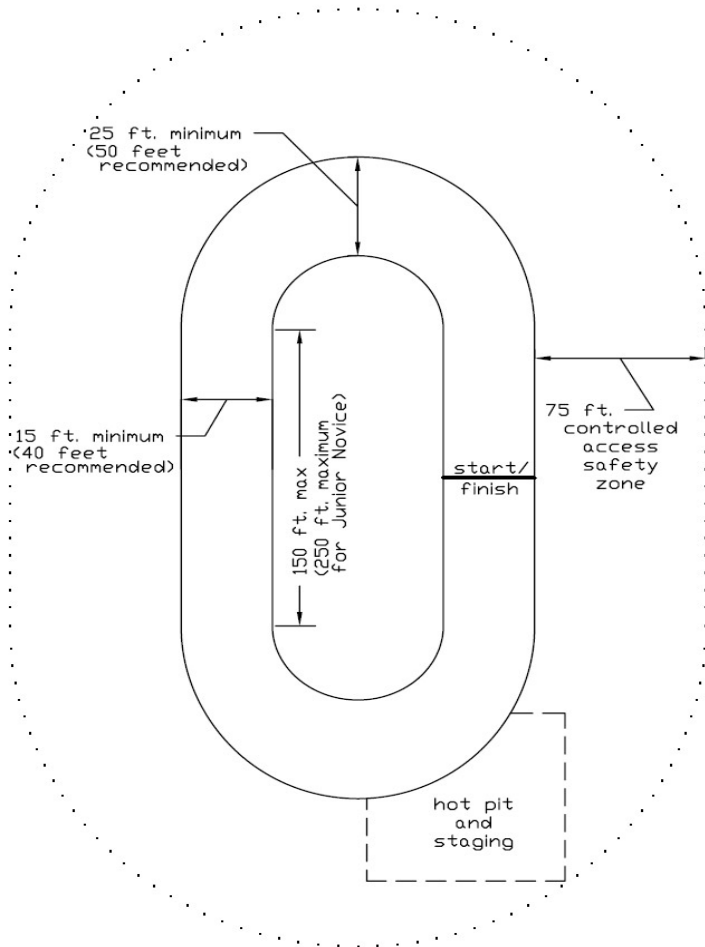 25 ft. minimum
(50 feet
recommended)
15 ft. minimum
(40 feet
recommended)
150 ft. max
(250 ft. maximum
for Junior Novice)
start/
finish
75 ft.
controlled
access
safety
zone
hot pit
and
staging